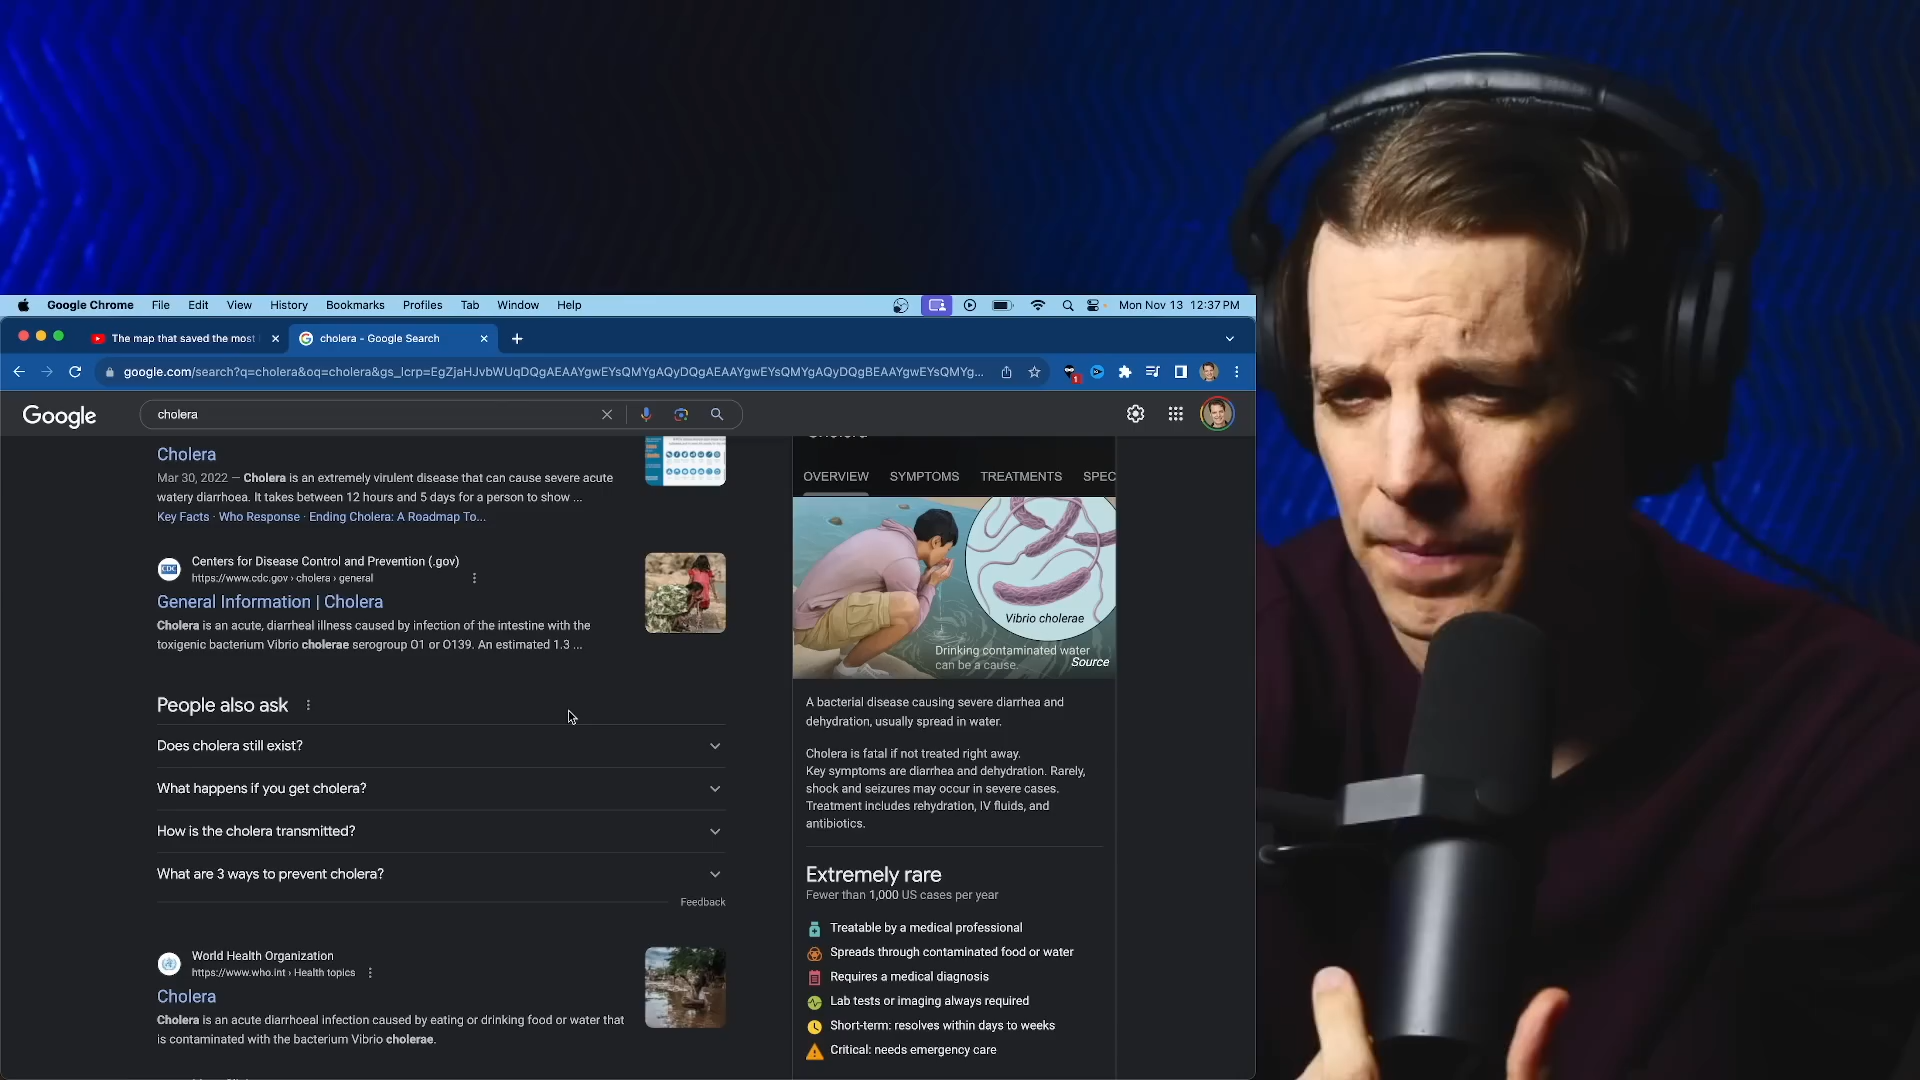 Google Chrome File Edit View History Bookmarks Profiles Tab Window Help Mon Nov 13 12:37 PM
The map that saved the most
cholera - Google Search
google.com/search?q=cholera&oq=cholera&gs_lcrp=EgZjaHJvbWUqDQgAEAAYgwEYsQMYgAQyDQgAEAAYgwEYsQMYgAQyDQgBEAAYgwEYsQMYg...
1
Google
cholera
Cholera
Mar 30, 2022 — Cholera is an extremely virulent disease that can cause severe acute
watery diarrhoea. It takes between 12 hours and 5 days for a person to show ...
Key Facts · Who Response · Ending Cholera: A Roadmap To...
CDC
Centers for Disease Control and Prevention (.gov)
https://www.cdc.gov › cholera › general
General Information | Cholera
Cholera is an acute, diarrheal illness caused by infection of the intestine with the
toxigenic bacterium Vibrio cholerae serogroup O1 or O139. An estimated 1.3 ...
People also ask
Does cholera still exist?
What happens if you get cholera?
How is the cholera transmitted?
What are 3 ways to prevent cholera?
Feedback
World Health Organization
https://www.who.int › Health topics
Cholera
Cholera is an acute diarrhoeal infection caused by eating or drinking food or water that
is contaminated with the bacterium Vibrio cholerae.
Cholera
OVERVIEW SYMPTOMS TREATMENTS SPEC
Vibrio cholerae
Drinking contaminated water
can be a cause.
Source
A bacterial disease causing severe diarrhea and
dehydration, usually spread in water.
Cholera is fatal if not treated right away.
Key symptoms are diarrhea and dehydration. Rarely,
shock and seizures may occur in severe cases.
Treatment includes rehydration, IV fluids, and
antibiotics.
Extremely rare
Fewer than 1,000 US cases per year
Treatable by a medical professional
Spreads through contaminated food or water
Requires a medical diagnosis
Lab tests or imaging always required
Short-term: resolves within days to weeks
Critical: needs emergency care